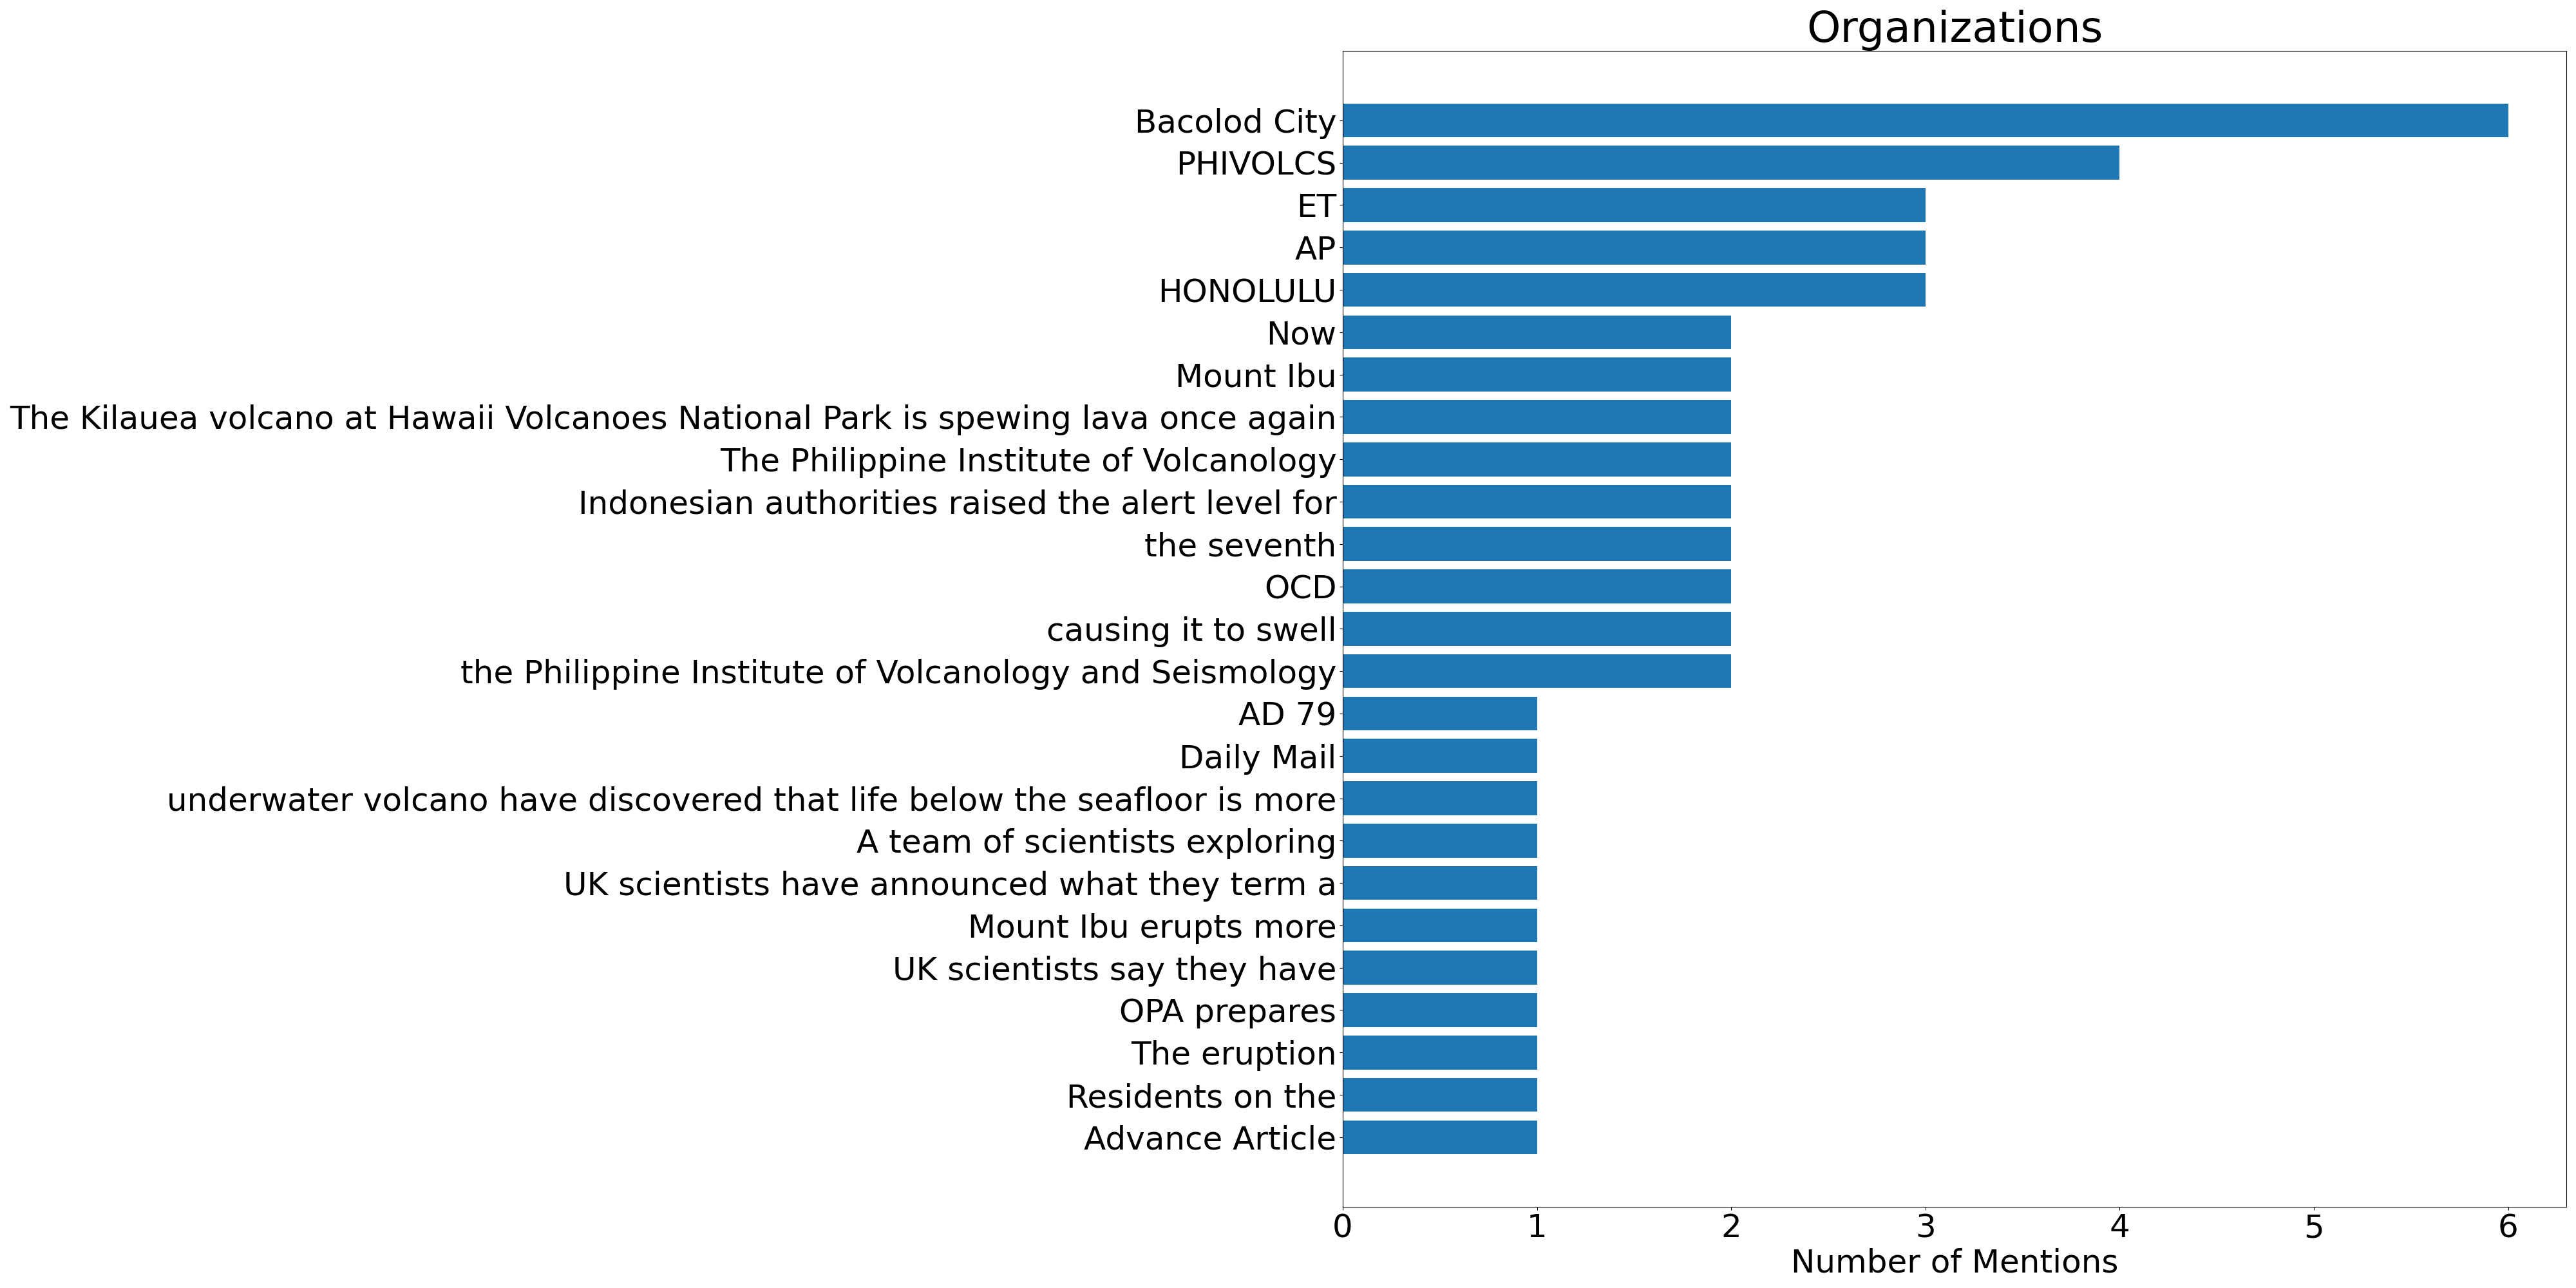 Organizations
Bacolod City
PHIVOLCS
ET
AP
HONOLULU
Now
Mount Ibu
The Kilauea volcano at Hawaii Volcanoes National Park is spewing lava once again
The Philippine Institute of Volcanology
Indonesian authorities raised the alert level for
the seventh
OCD
causing it to swell
the Philippine Institute of Volcanology and Seismology
AD 79
Daily Mail
underwater volcano have discovered that life below the seafloor is more
A team of scientists exploring
UK scientists have announced what they term a
Mount Ibu erupts more
UK scientists say they have
OPA prepares
The eruption
Residents on the
Advance Article
0 1 2 3 4 5 6
Number of Mentions